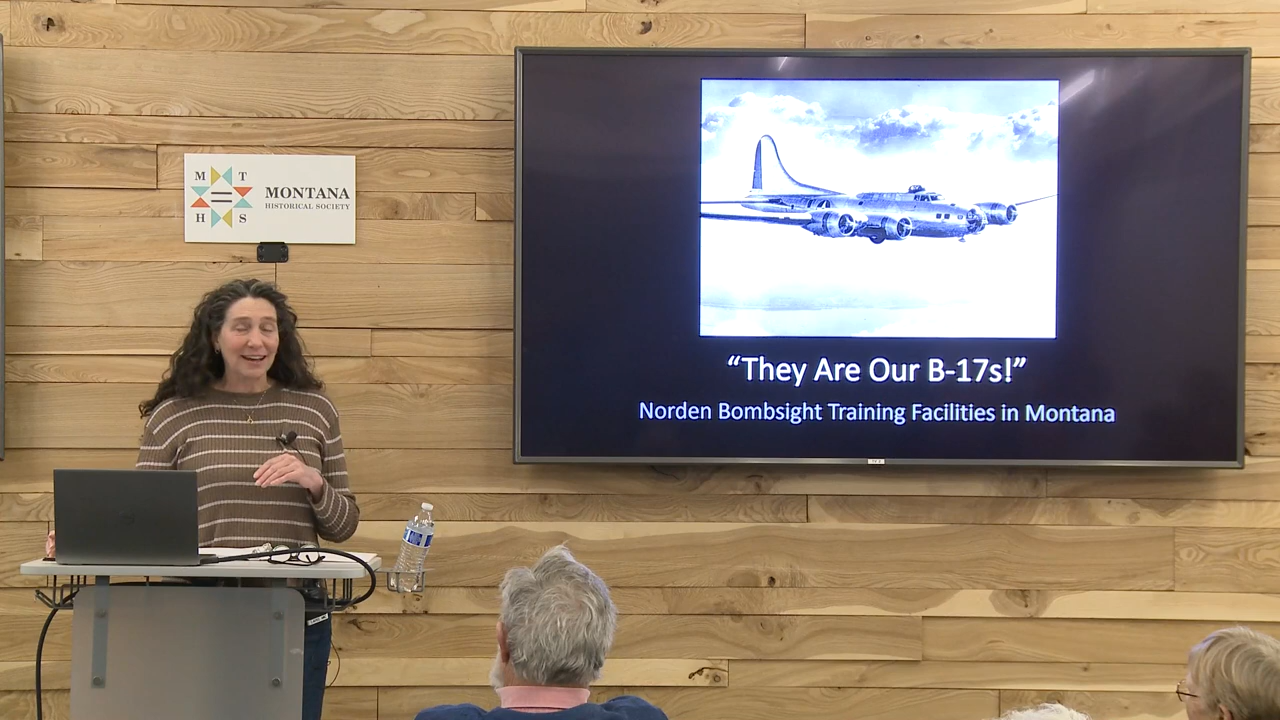 M T
H S
MONTANA
HISTORICAL SOCIETY
“They Are Our B-17s!”
Norden Bombsight Training Facilities in Montana